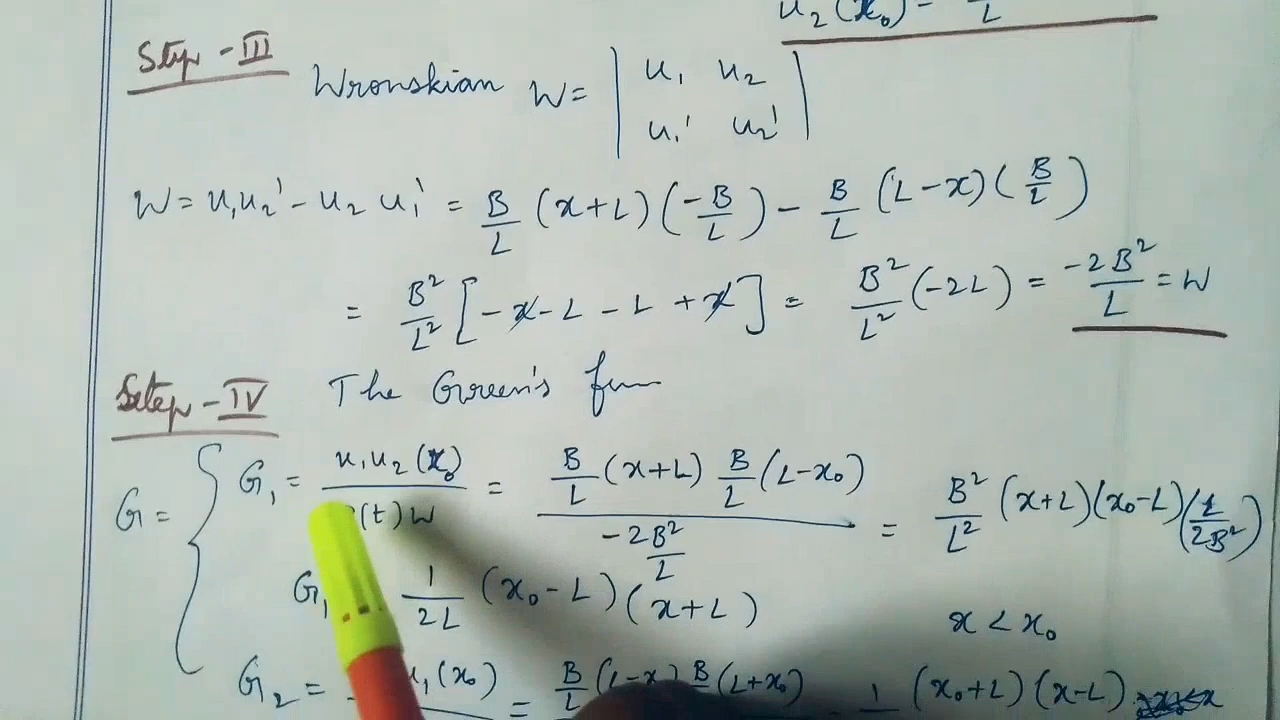 u₂(x₀) = — / L
Step - III
Wronskian W = | u₁ u₂ |
| u₁' u₂' |
W = u₁u₂' - u₂ u₁' = B/L (x+L) (-B/L) - B/L (L-x) (B/L)
= B²/L² [-x - L - L + x] = B²/L² (-2L) = -2B²/L = W
Setep - IV The Green's fun
G = { G₁ = u₁u₂(x₀) / (t)W = B/L (x+L) B/L (L-x₀) / -2B²/L = B²/L² (x+L)(x₀-L)(L/2B²)
G₁ 1/2L (x₀-L)(x+L) x < x₀
G₂ = u₁(x₀) = B/L (L-x) B/L (L+x₀) 1 (x₀+L)(x-L)